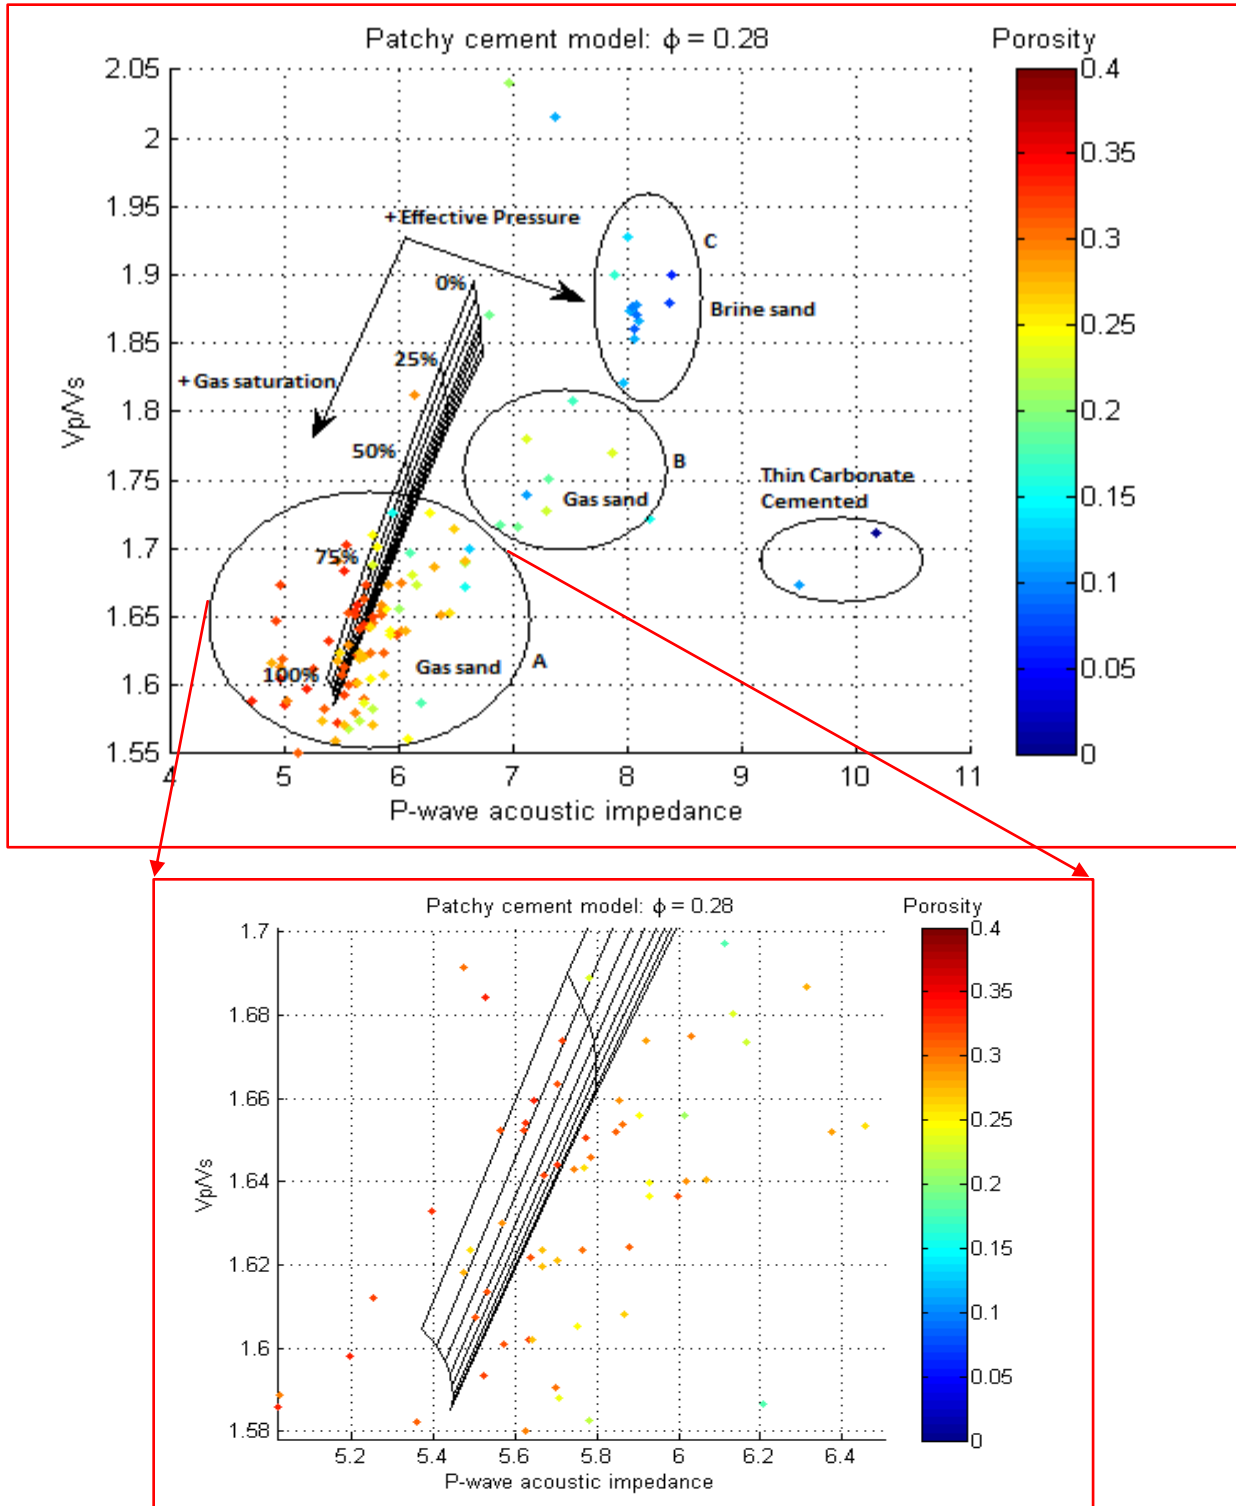 Patchy cement model: ϕ = 0.28
Porosity
2.05
2
1.95
1.9
1.85
1.8
1.75
1.7
1.65
1.6
1.55
Vp/Vs
+ Effective Pressure
+ Gas saturation
0%
25%
50%
75%
100%
C
Brine sand
B
Gas sand
Thin Carbonate
Cemented
Gas sand
A
4 5 6 7 8 9 10 11
P-wave acoustic impedance
0.4
0.35
0.3
0.25
0.2
0.15
0.1
0.05
0
Patchy cement model: ϕ = 0.28
Porosity
1.7
1.68
1.66
1.64
1.62
1.6
1.58
Vp/Vs
5.2 5.4 5.6 5.8 6 6.2 6.4
P-wave acoustic impedance
0.4
0.35
0.3
0.25
0.2
0.15
0.1
0.05
0